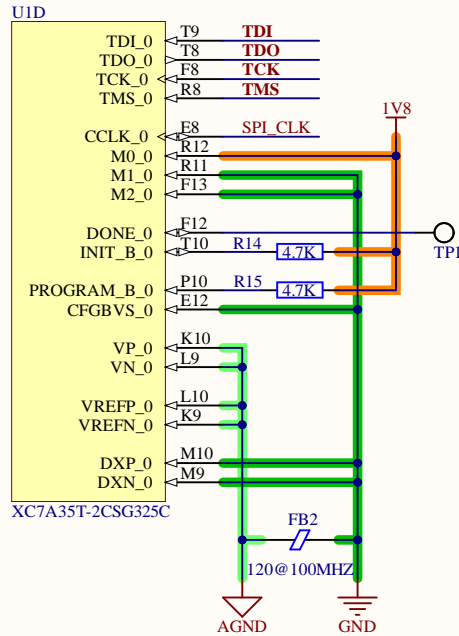 U1D
TDI_0 T9 TDI
TDO_0 T8 TDO
TCK_0 F8 TCK
TMS_0 R8 TMS
1V8
CCLK_0 E8 SPI_CLK
M0_0 R12
M1_0 R11
M2_0 F13
DONE_0 F12
INIT_B_0 T10 R14 4.7K
TP1
PROGRAM_B_0 P10 R15 4.7K
CFGBVS_0 E12
VP_0 K10
VN_0 L9
VREFP_0 L10
VREFN_0 K9
DXP_0 M10
DXN_0 M9
XC7A35T-2CSG325C
FB2
120@100MHZ
AGND GND